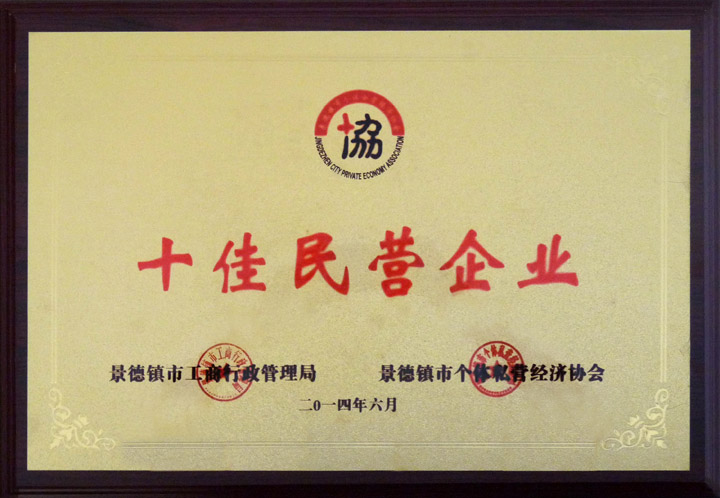 協
JINGDEZHEN CITY PRIVATE ECONOMY ASSOCIATION
十佳民营企业
景德镇市工商行政管理局 景德镇市个体私营经济协会
二0一四年六月